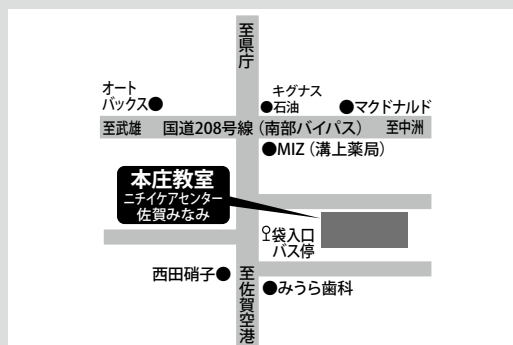 至県庁
オート
バックス
キグナス
石油
マクドナルド
至武雄
国道208号線（南部バイパス）
至中洲
MIZ（溝上薬局）
本庄教室
ニチイケアセンター
佐賀みなみ
袋入口
バス停
西田硝子
至佐賀空港
みうら歯科